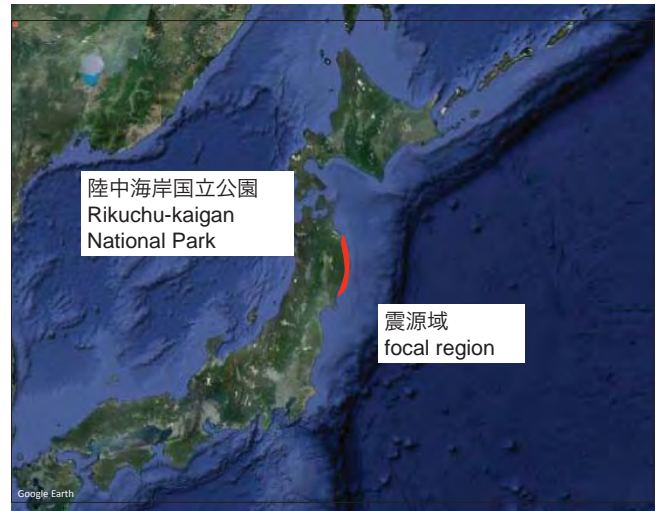 陸中海岸国立公園
Rikuchu-kaigan
National Park
震源域
focal region
Google Earth